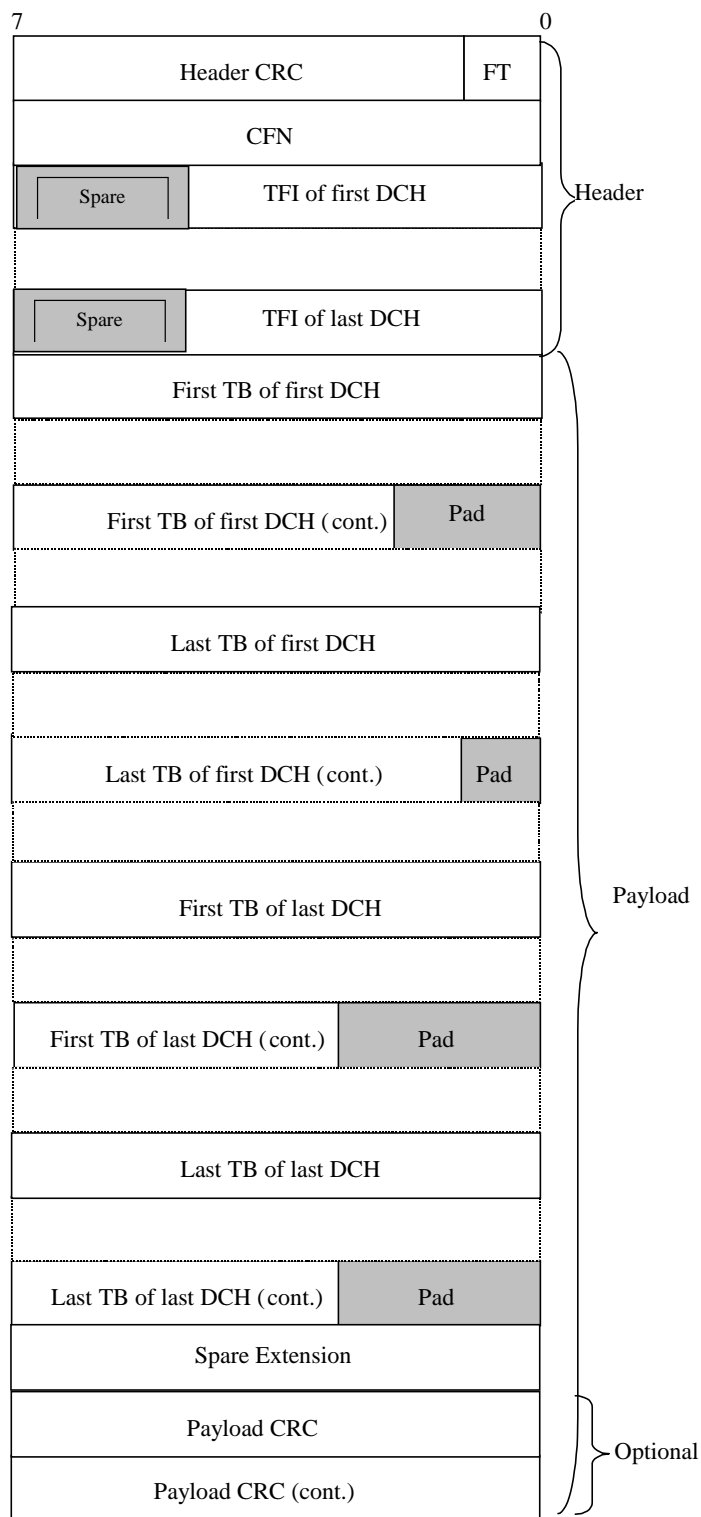 7 0
Header CRC FT
CFN
Spare TFI of first DCH
Header
Spare TFI of last DCH
First TB of first DCH
First TB of first DCH (cont.) Pad
Last TB of first DCH
Last TB of first DCH (cont.) Pad
Payload
First TB of last DCH
First TB of last DCH (cont.) Pad
Last TB of last DCH
Last TB of last DCH (cont.) Pad
Spare Extension
Payload CRC
Optional
Payload CRC (cont.)